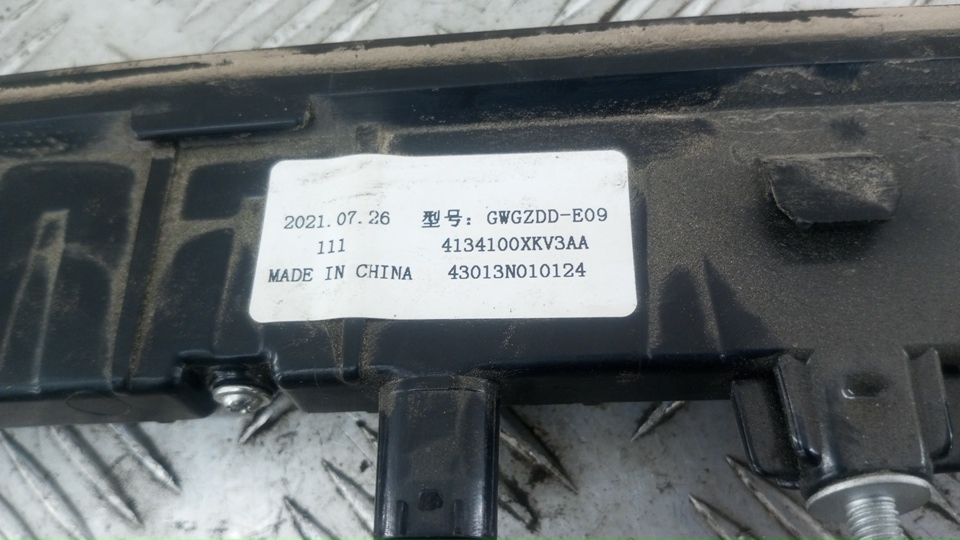 2021.07.26 型号: GWGZDD-E09
111 4134100XKV3AA
MADE IN CHINA 43013N010124